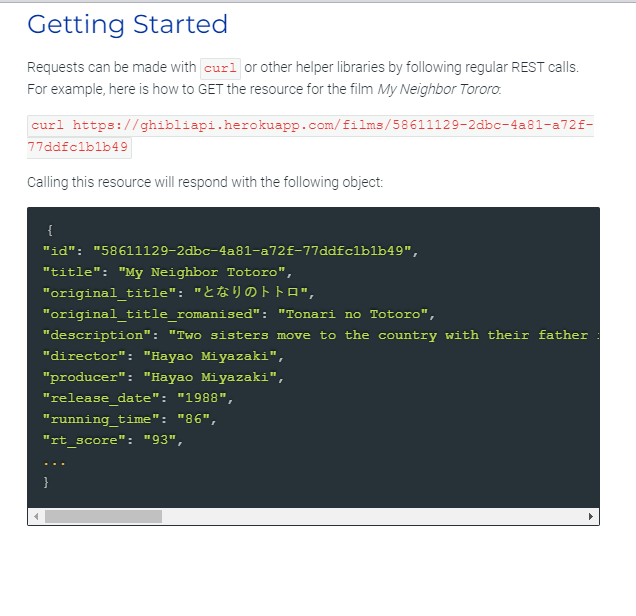 Getting Started
Requests can be made with curl or other helper libraries by following regular REST calls.
For example, here is how to GET the resource for the film My Neighbor Tororo:
curl https://ghibliapi.herokuapp.com/films/58611129-2dbc-4a81-a72f-
77ddfc1b1b49
Calling this resource will respond with the following object:
{
"id": "58611129-2dbc-4a81-a72f-77ddfc1b1b49",
"title": "My Neighbor Totoro",
"original_title": "となりのトトロ",
"original_title_romanised": "Tonari no Totoro",
"description": "Two sisters move to the country with their father
"director": "Hayao Miyazaki",
"producer": "Hayao Miyazaki",
"release_date": "1988",
"running_time": "86",
"rt_score": "93",
...
}